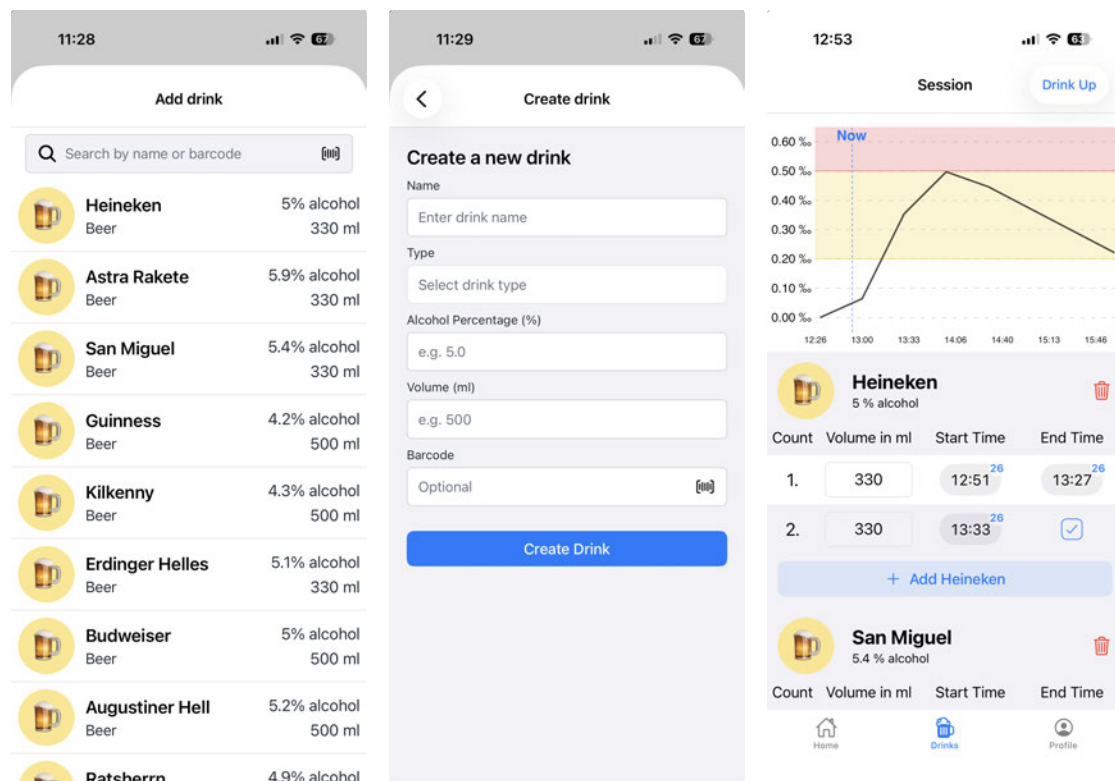 11:28
67
Add drink
Search by name or barcode
Heineken 5% alcohol
Beer 330 ml
Astra Rakete 5.9% alcohol
Beer 330 ml
San Miguel 5.4% alcohol
Beer 330 ml
Guinness 4.2% alcohol
Beer 500 ml
Kilkenny 4.3% alcohol
Beer 500 ml
Erdinger Helles 5.1% alcohol
Beer 330 ml
Budweiser 5% alcohol
Beer 500 ml
Augustiner Hell 5.2% alcohol
Beer 500 ml
Ratsherrn 4.9% alcohol
11:29
67
Create drink
Create a new drink
Name
Enter drink name
Type
Select drink type
Alcohol Percentage (%)
e.g. 5.0
Volume (ml)
e.g. 500
Barcode
Optional
Create Drink
12:53
63
Session Drink Up
Now
0.60 ‰
0.50 ‰
0.40 ‰
0.30 ‰
0.20 ‰
0.10 ‰
0.00 ‰
12:26 13:00 13:33 14:06 14:40 15:13 15:46
Heineken
5 % alcohol
Count Volume in ml Start Time End Time
1. 330 12:51 26 13:27 26
2. 330 13:33 26
+ Add Heineken
San Miguel
5.4 % alcohol
Count Volume in ml Start Time End Time
Home Drinks Profile